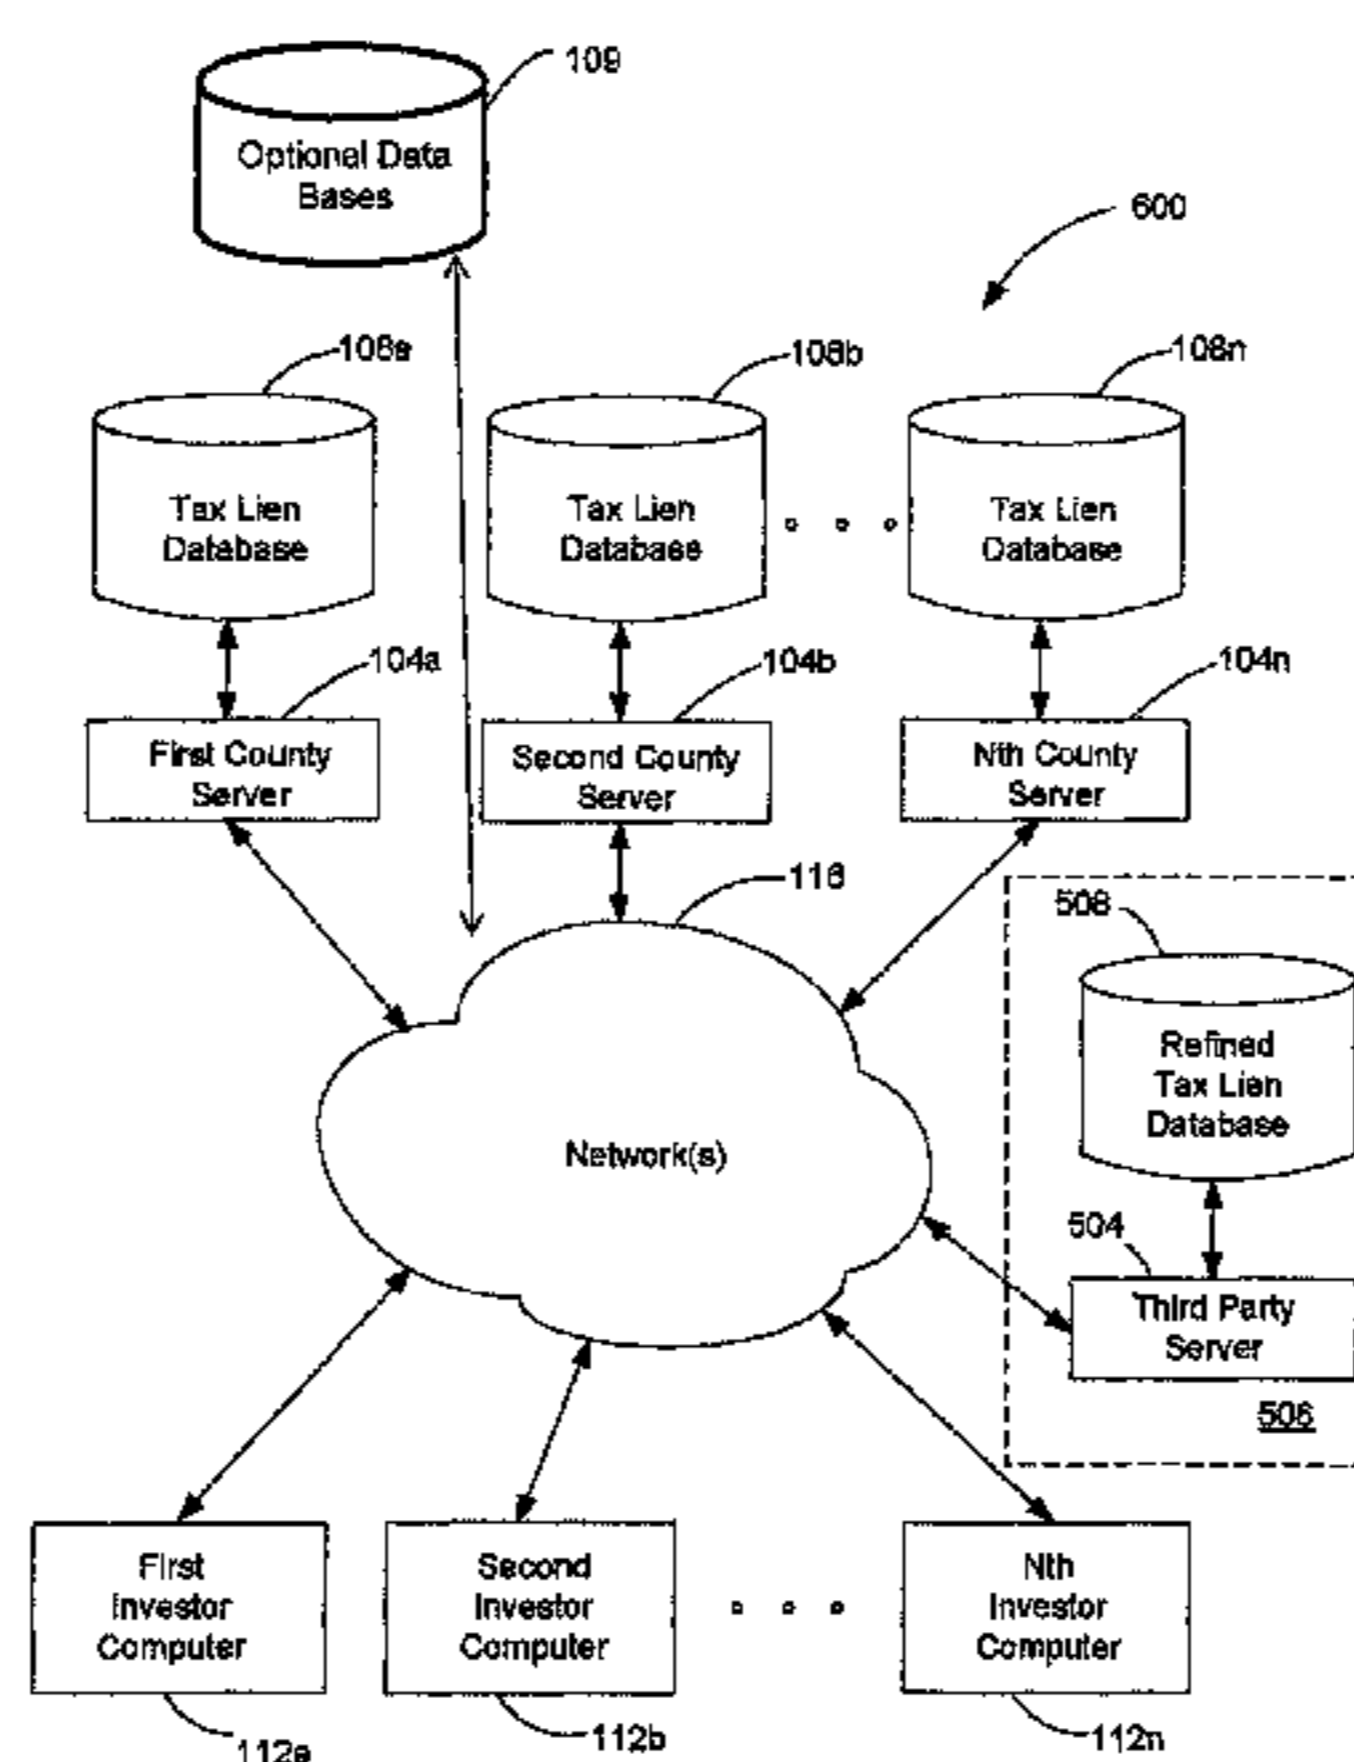 109
Optional Data
Bases
600
108a
108b
108n
Tax Lien
Database
Tax Lien
Database
Tax Lien
Database
104a
104b
104n
First County
Server
Second County
Server
Nth County
Server
116
508
Refined
Tax Lien
Database
Network(s)
504
Third Party
Server
506
First
Investor
Computer
Second
Investor
Computer
Nth
Investor
Computer
112a
112b
112n